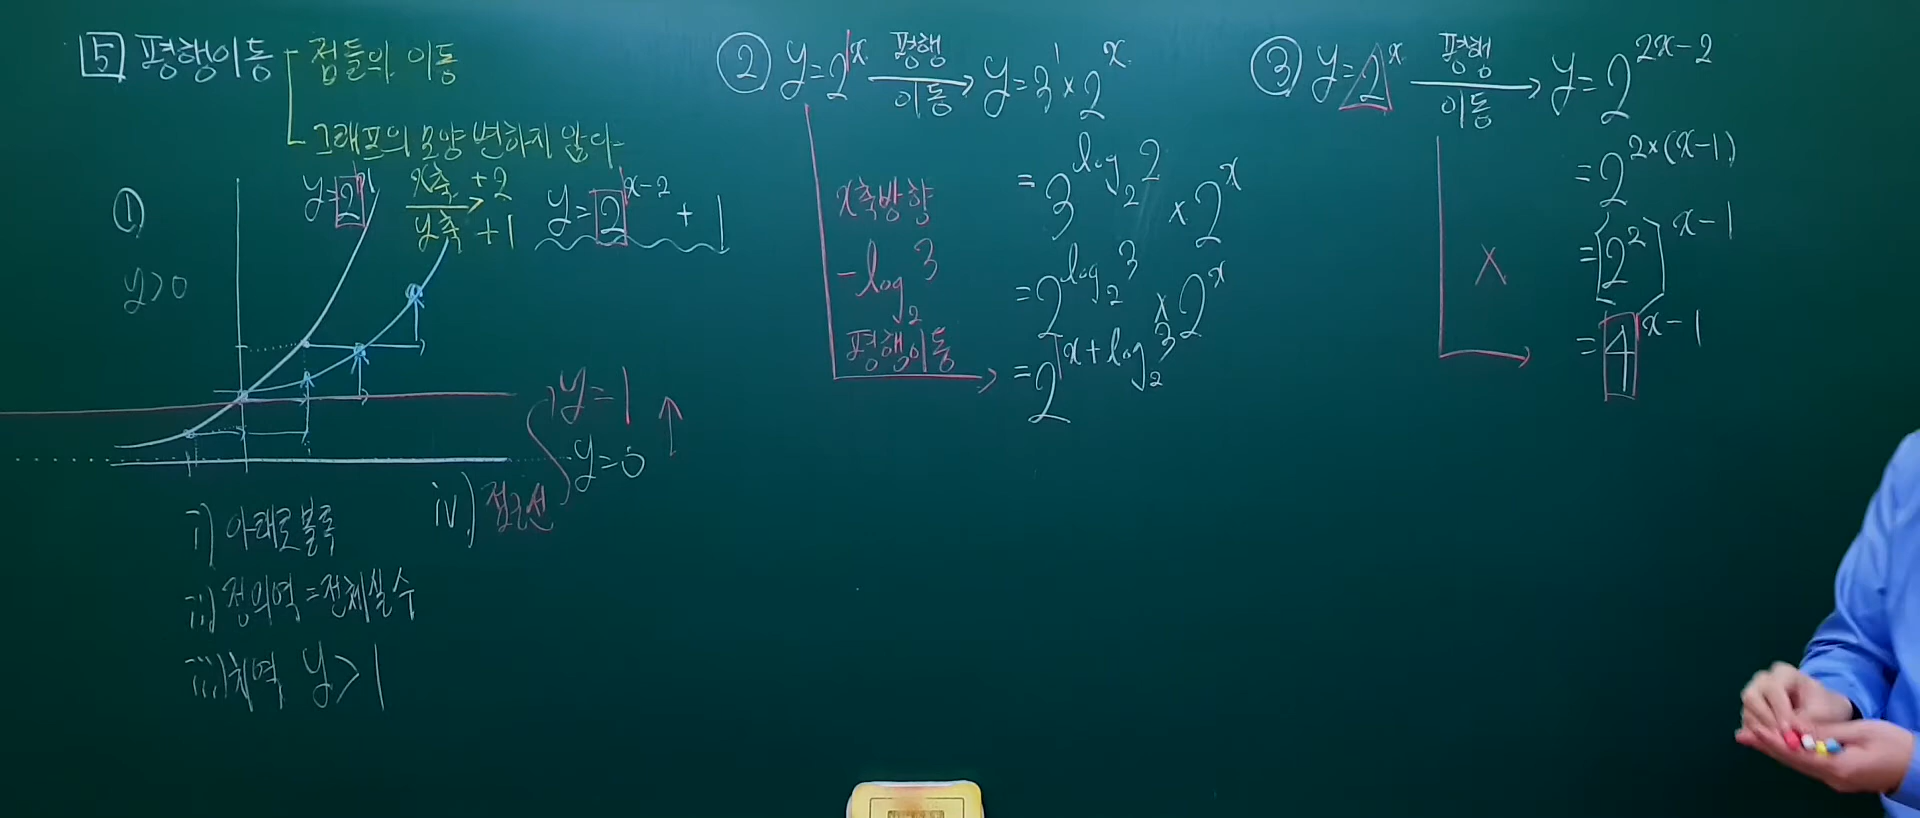 5 평행이동
점들의 이동
그래프의 모양 변하지 않다
① y=2^x x축 +2 y축 +1 → y=2^{x-2}+1
y>0
y=1
y=0
i) 아래로볼록
ii) 정의역=전체실수
iii) 치역 y>1
iv) 점근선
② y=2^x 평행이동 → y=3^1×2^x
=3^{log_2 2}×2^x
=2^{log_2 3}×2^x
=2^{x+log_2 3}
x축방향
-log_2 3
평행이동
③ y=2^x 평행이동 → y=2^{2x-2}
=2^{2×(x-1)}
=(2^2)^{x-1}
=4^{x-1}
X